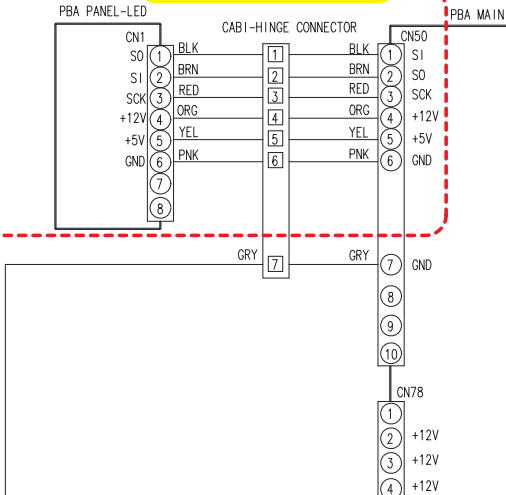 PBA PANEL-LED
PBA MAIN
CABI-HINGE CONNECTOR
CN1
CN50
SO 1 BLK 1 BLK 1 SI
SI 2 BRN 2 BRN 2 SO
SCK 3 RED 3 RED 3 SCK
+12V 4 ORG 4 ORG 4 +12V
+5V 5 YEL 5 YEL 5 +5V
GND 6 PNK 6 PNK 6 GND
7
8
GRY 7 GRY 7 GND
8
9
10
CN78
1
2 +12V
3 +12V
4 +12V